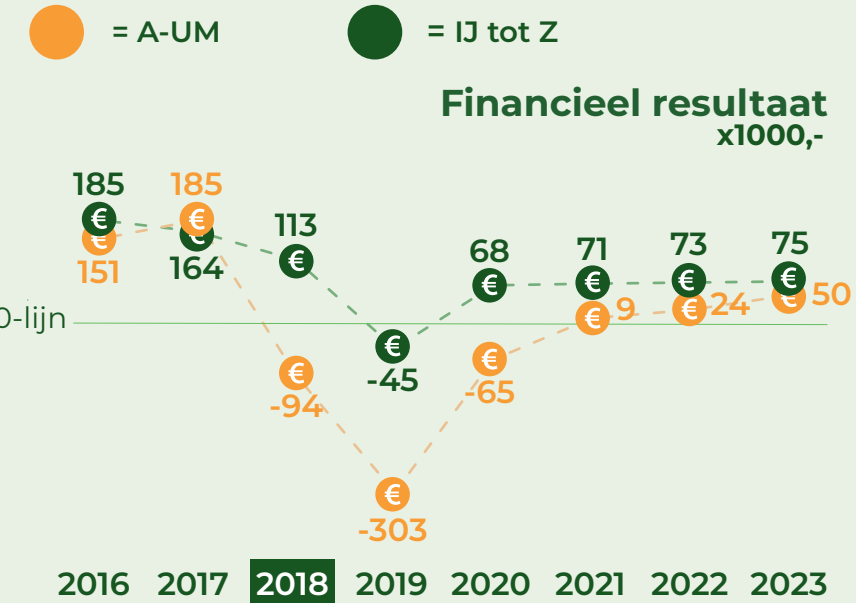 = A-UM = IJ tot Z
Financieel resultaat
x1000,-
185 185
113
151 164
68 71 73 75
9 24 50
0-lijn
-94 -45 -65
-303
2016 2017 2018 2019 2020 2021 2022 2023